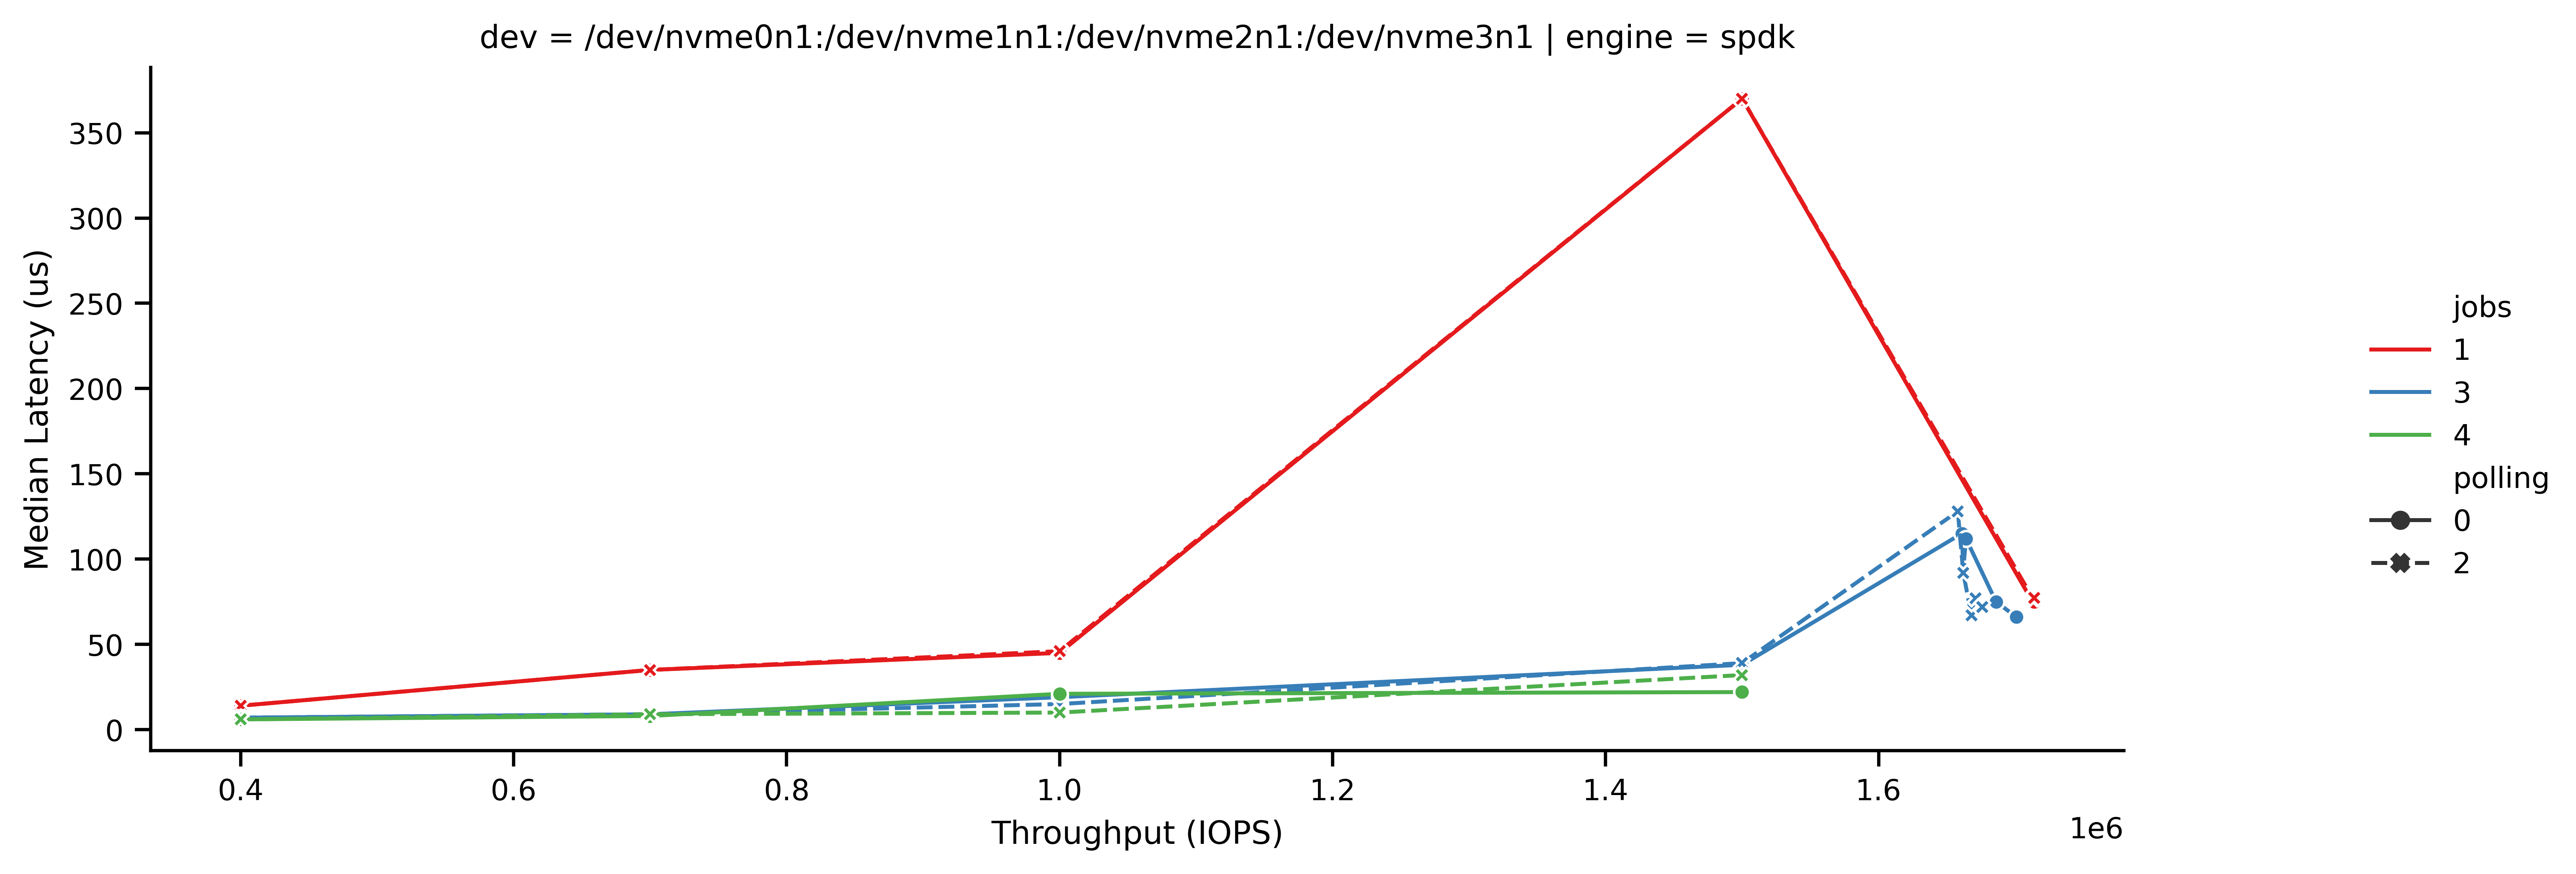 dev = /dev/nvme0n1:/dev/nvme1n1:/dev/nvme2n1:/dev/nvme3n1 | engine = spdk
Median Latency (us)
350
300
250
200
150
100
50
0
0.4 0.6 0.8 1.0 1.2 1.4 1.6
1e6
Throughput (IOPS)
jobs
1
3
4
polling
0
2